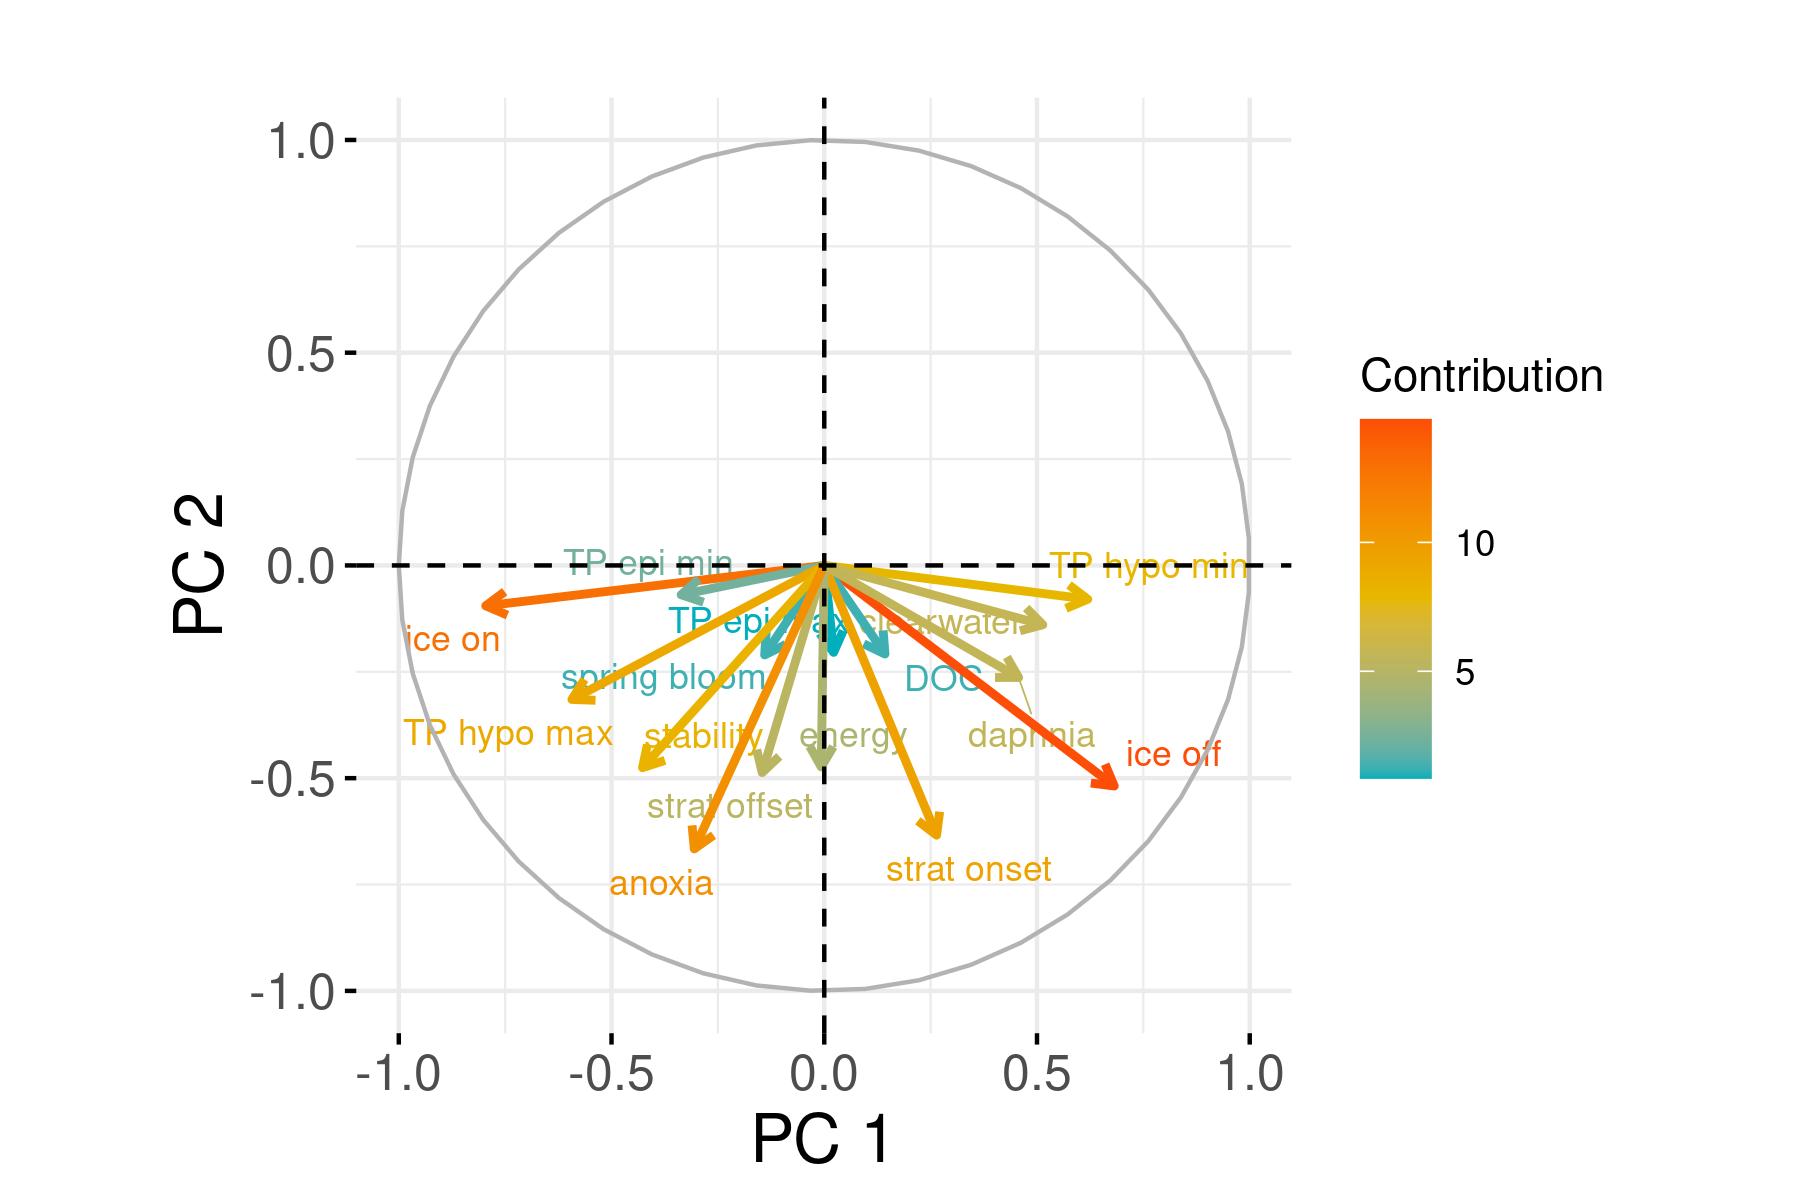 1.0
0.5
0.0
-0.5
-1.0
PC 2
TP epi min
TP hypo min
ice on
TP epi max
clearwater
spring bloom
DOC
TP hypo max
stability
energy
daphnia
ice off
strat offset
anoxia
strat onset
-1.0
-0.5
0.0
0.5
1.0
PC 1
Contribution
10
5